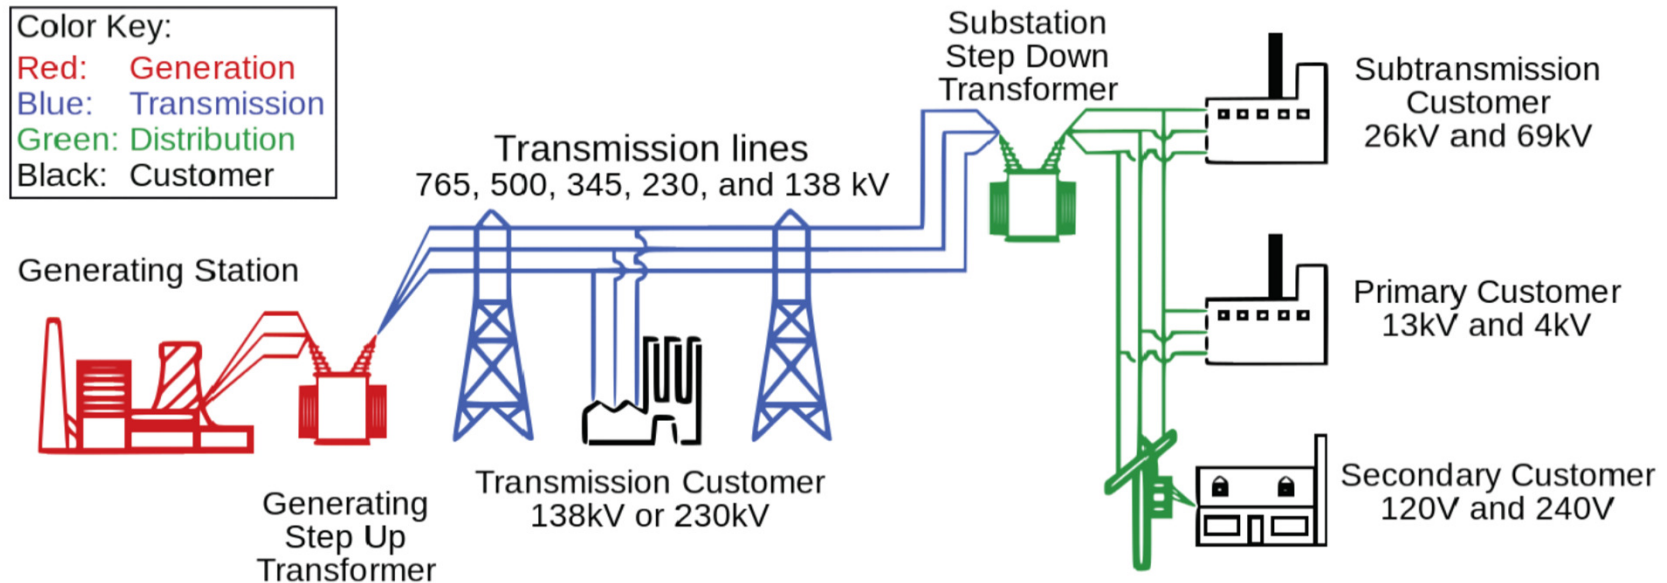 Color Key:
Red: Generation
Blue: Transmission
Green: Distribution
Black: Customer
Substation
Step Down
Transformer
Subtransmission
Customer
26kV and 69kV
Transmission lines
765, 500, 345, 230, and 138 kV
Generating Station
Primary Customer
13kV and 4kV
Transmission Customer
138kV or 230kV
Secondary Customer
120V and 240V
Generating
Step Up
Transformer